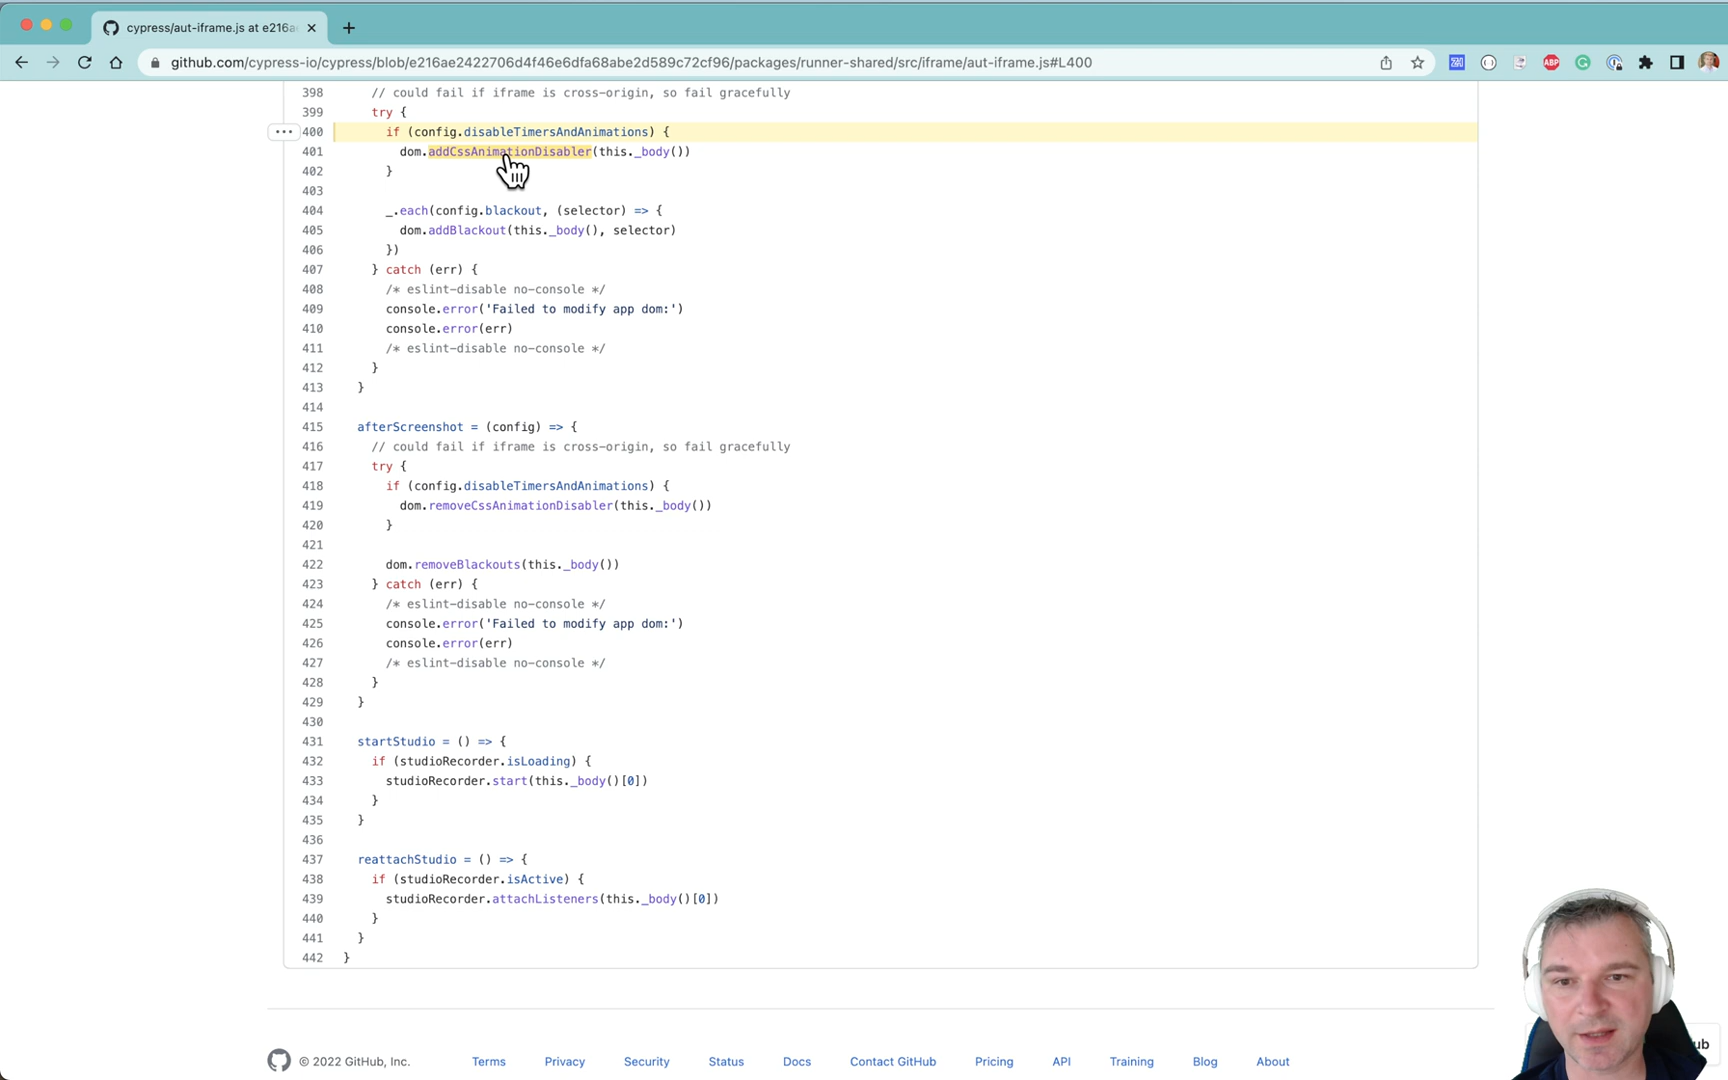 cypress/aut-iframe.js at e216a
github.com/cypress-io/cypress/blob/e216ae2422706d4f46e6dfa68abe2d589c72cf96/packages/runner-shared/src/iframe/aut-iframe.js#L400
ABP
398 // could fail if iframe is cross-origin, so fail gracefully
399 try {
400 if (config.disableTimersAndAnimations) {
401 dom.addCssAnimationDisabler(this._body())
402 }
403
404 _.each(config.blackout, (selector) => {
405 dom.addBlackout(this._body(), selector)
406 })
407 } catch (err) {
408 /* eslint-disable no-console */
409 console.error('Failed to modify app dom:')
410 console.error(err)
411 /* eslint-disable no-console */
412 }
413 }
414
415 afterScreenshot = (config) => {
416 // could fail if iframe is cross-origin, so fail gracefully
417 try {
418 if (config.disableTimersAndAnimations) {
419 dom.removeCssAnimationDisabler(this._body())
420 }
421
422 dom.removeBlackouts(this._body())
423 } catch (err) {
424 /* eslint-disable no-console */
425 console.error('Failed to modify app dom:')
426 console.error(err)
427 /* eslint-disable no-console */
428 }
429 }
430
431 startStudio = () => {
432 if (studioRecorder.isLoading) {
433 studioRecorder.start(this._body()[0])
434 }
435 }
436
437 reattachStudio = () => {
438 if (studioRecorder.isActive) {
439 studioRecorder.attachListeners(this._body()[0])
440 }
441 }
442 }
© 2022 GitHub, Inc. Terms Privacy Security Status Docs Contact GitHub Pricing API Training Blog About